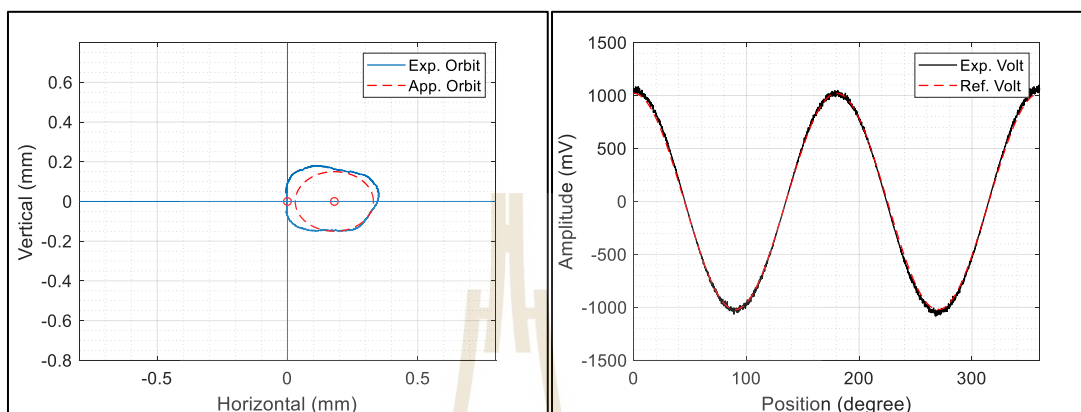 Exp. Orbit
App. Orbit
0.6
0.4
0.2
0
-0.2
-0.4
-0.6
-0.8
-0.5
0
0.5
Vertical (mm)
Horizontal (mm)
Exp. Volt
Ref. Volt
1500
1000
500
0
-500
-1000
-1500
0
100
200
300
Amplitude (mV)
Position (degree)